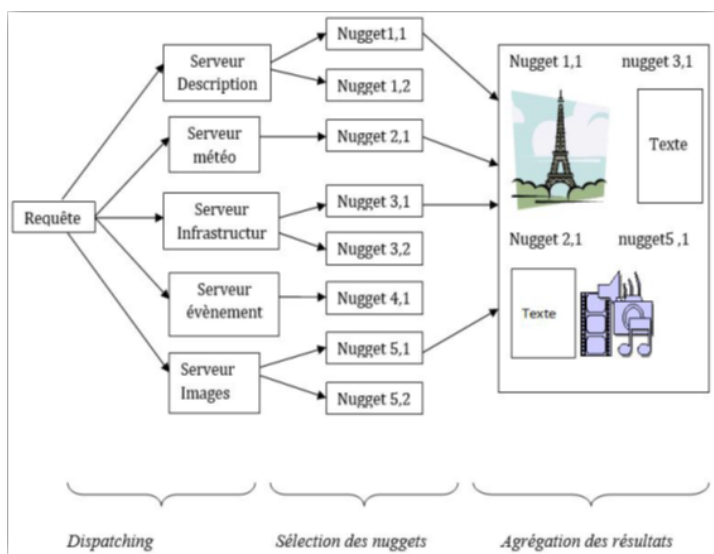 Requête
Serveur
Description
Serveur
météo
Serveur
Infrastructur
Serveur
évènement
Serveur
Images
Nugget1,1
Nugget 1,2
Nugget 2,1
Nugget 3,1
Nugget 3,2
Nugget 4,1
Nugget 5,1
Nugget 5,2
Nugget 1,1 nugget 3,1
Texte
Nugget 2,1 nugget5 ,1
Texte
Dispatching Sélection des nuggets Agrégation des résultats